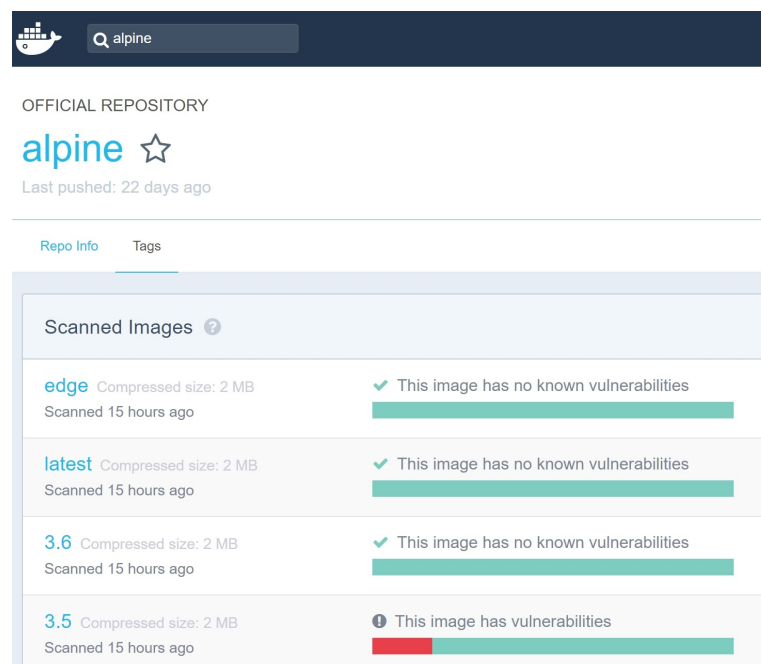 alpine
OFFICIAL REPOSITORY
alpine
Last pushed: 22 days ago
Repo Info Tags
Scanned Images ?
edge Compressed size: 2 MB
Scanned 15 hours ago
This image has no known vulnerabilities
latest Compressed size: 2 MB
Scanned 15 hours ago
This image has no known vulnerabilities
3.6 Compressed size: 2 MB
Scanned 15 hours ago
This image has no known vulnerabilities
3.5 Compressed size: 2 MB
Scanned 15 hours ago
This image has vulnerabilities